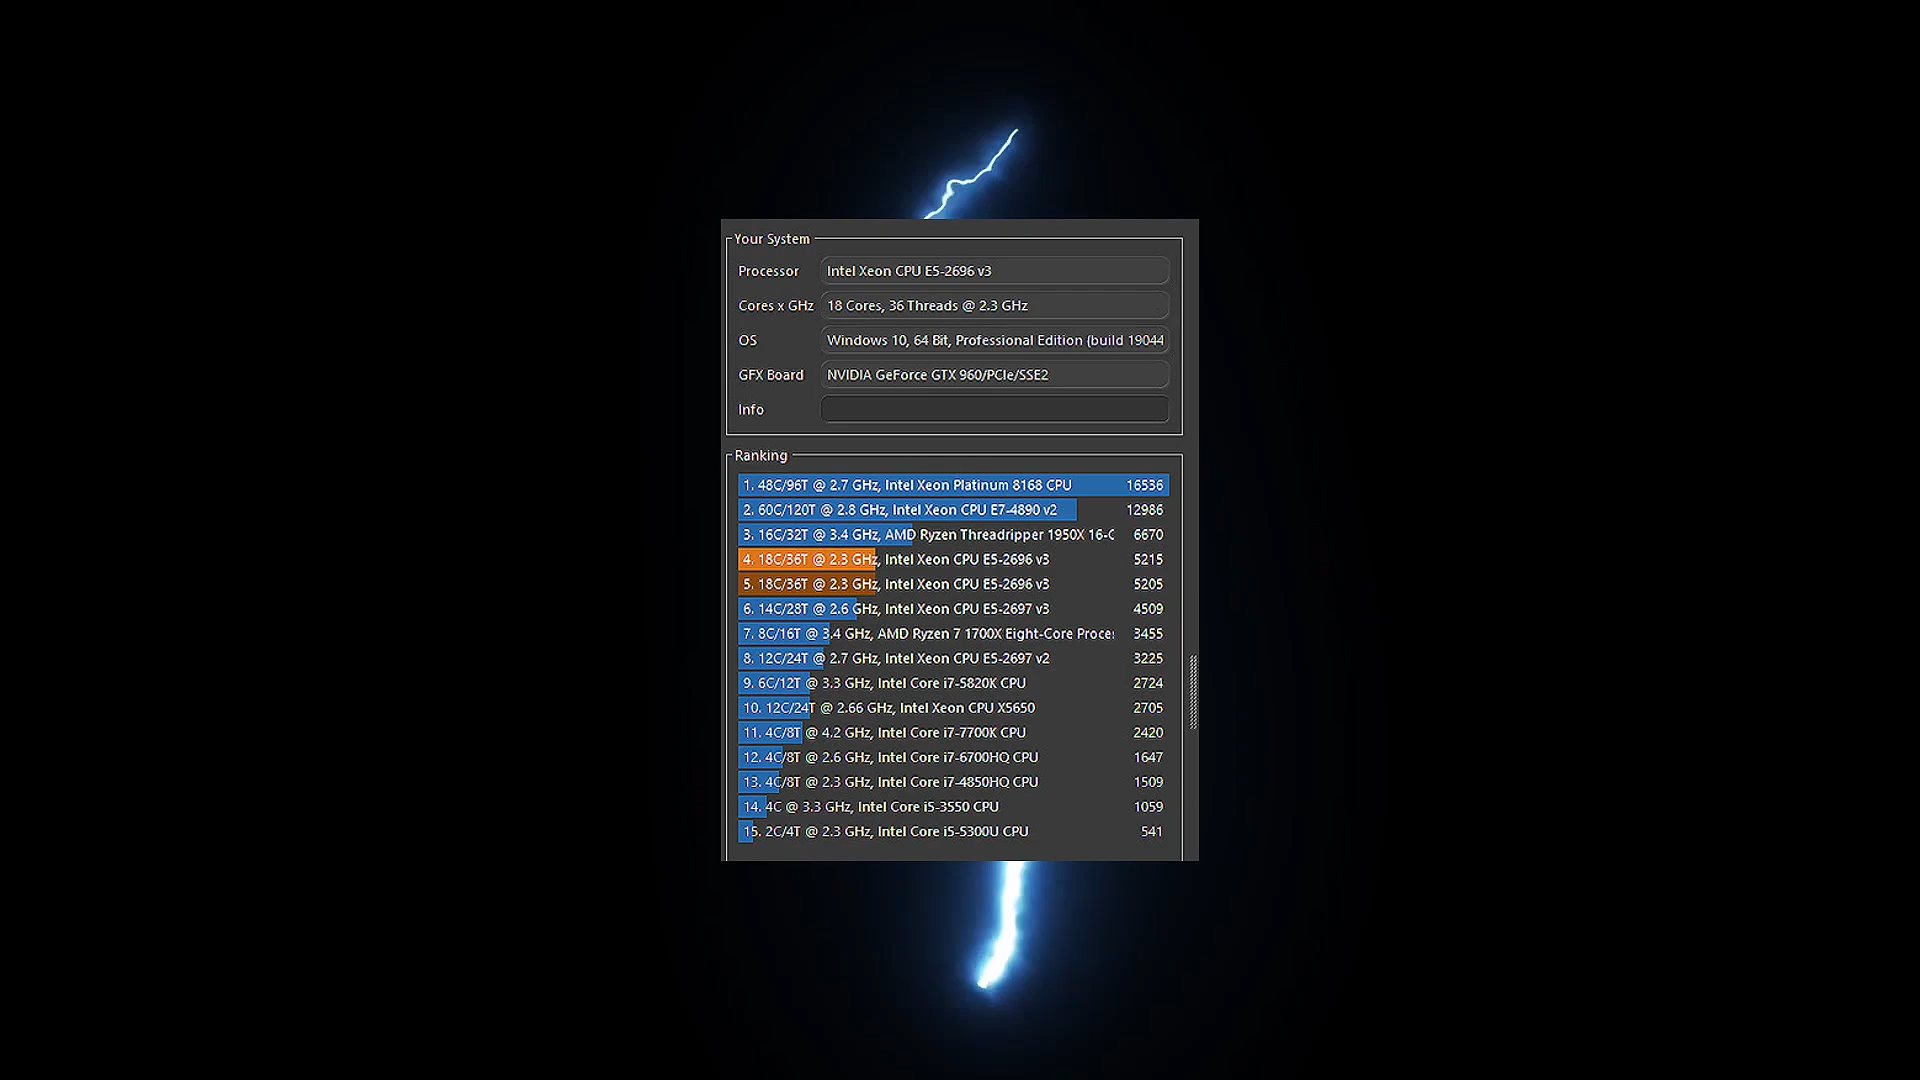 Your System
Processor Intel Xeon CPU E5-2696 v3
Cores x GHz 18 Cores, 36 Threads @ 2.3 GHz
OS Windows 10, 64 Bit, Professional Edition (build 19044
GFX Board NVIDIA GeForce GTX 960/PCIe/SSE2
Info
Ranking
1. 48C/96T @ 2.7 GHz, Intel Xeon Platinum 8168 CPU 16536
2. 60C/120T @ 2.8 GHz, Intel Xeon CPU E7-4890 v2 12986
3. 16C/32T @ 3.4 GHz, AMD Ryzen Threadripper 1950X 16-C 6670
4. 18C/36T @ 2.3 GHz, Intel Xeon CPU E5-2696 v3 5215
5. 18C/36T @ 2.3 GHz, Intel Xeon CPU E5-2696 v3 5205
6. 14C/28T @ 2.6 GHz, Intel Xeon CPU E5-2697 v3 4509
7. 8C/16T @ 3.4 GHz, AMD Ryzen 7 1700X Eight-Core Proce 3455
8. 12C/24T @ 2.7 GHz, Intel Xeon CPU E5-2697 v2 3225
9. 6C/12T @ 3.3 GHz, Intel Core i7-5820K CPU 2724
10. 12C/24T @ 2.66 GHz, Intel Xeon CPU X5650 2705
11. 4C/8T @ 4.2 GHz, Intel Core i7-7700K CPU 2420
12. 4C/8T @ 2.6 GHz, Intel Core i7-6700HQ CPU 1647
13. 4C/8T @ 2.3 GHz, Intel Core i7-4850HQ CPU 1509
14. 4C @ 3.3 GHz, Intel Core i5-3550 CPU 1059
15. 2C/4T @ 2.3 GHz, Intel Core i5-5300U CPU 541